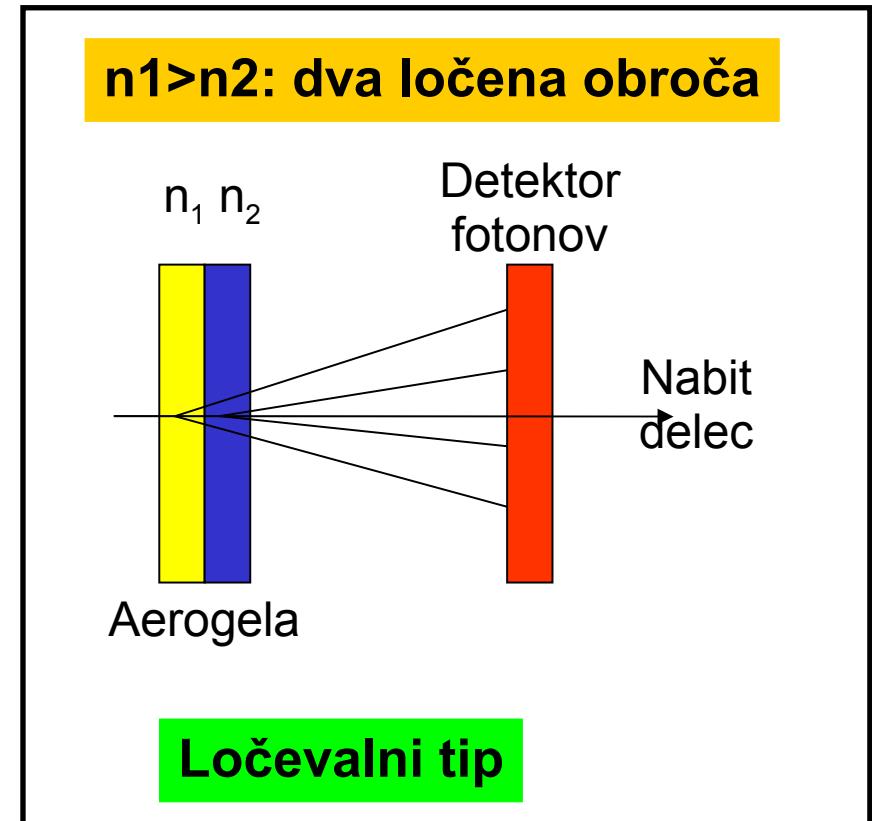 n1>n2: dva ločena obroča
n₁ n₂
Detektor
fotonov
Nabit
delec
Aerogela
Ločevalni tip